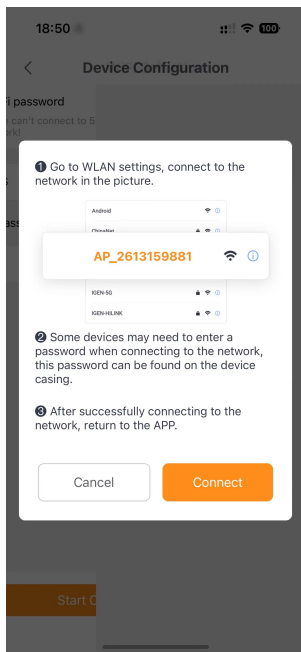 18:50
100
Device Configuration
i password
can't connect to 5
rk!
S
ass
❶ Go to WLAN settings, connect to the
network in the picture.
Android
ChinaNet
AP_2613159881
IGEN-5G
IGEN-HILINK
❷ Some devices may need to enter a
password when connecting to the network,
this password can be found on the device
casing.
❸ After successfully connecting to the
network, return to the APP.
Cancel
Connect
Start C